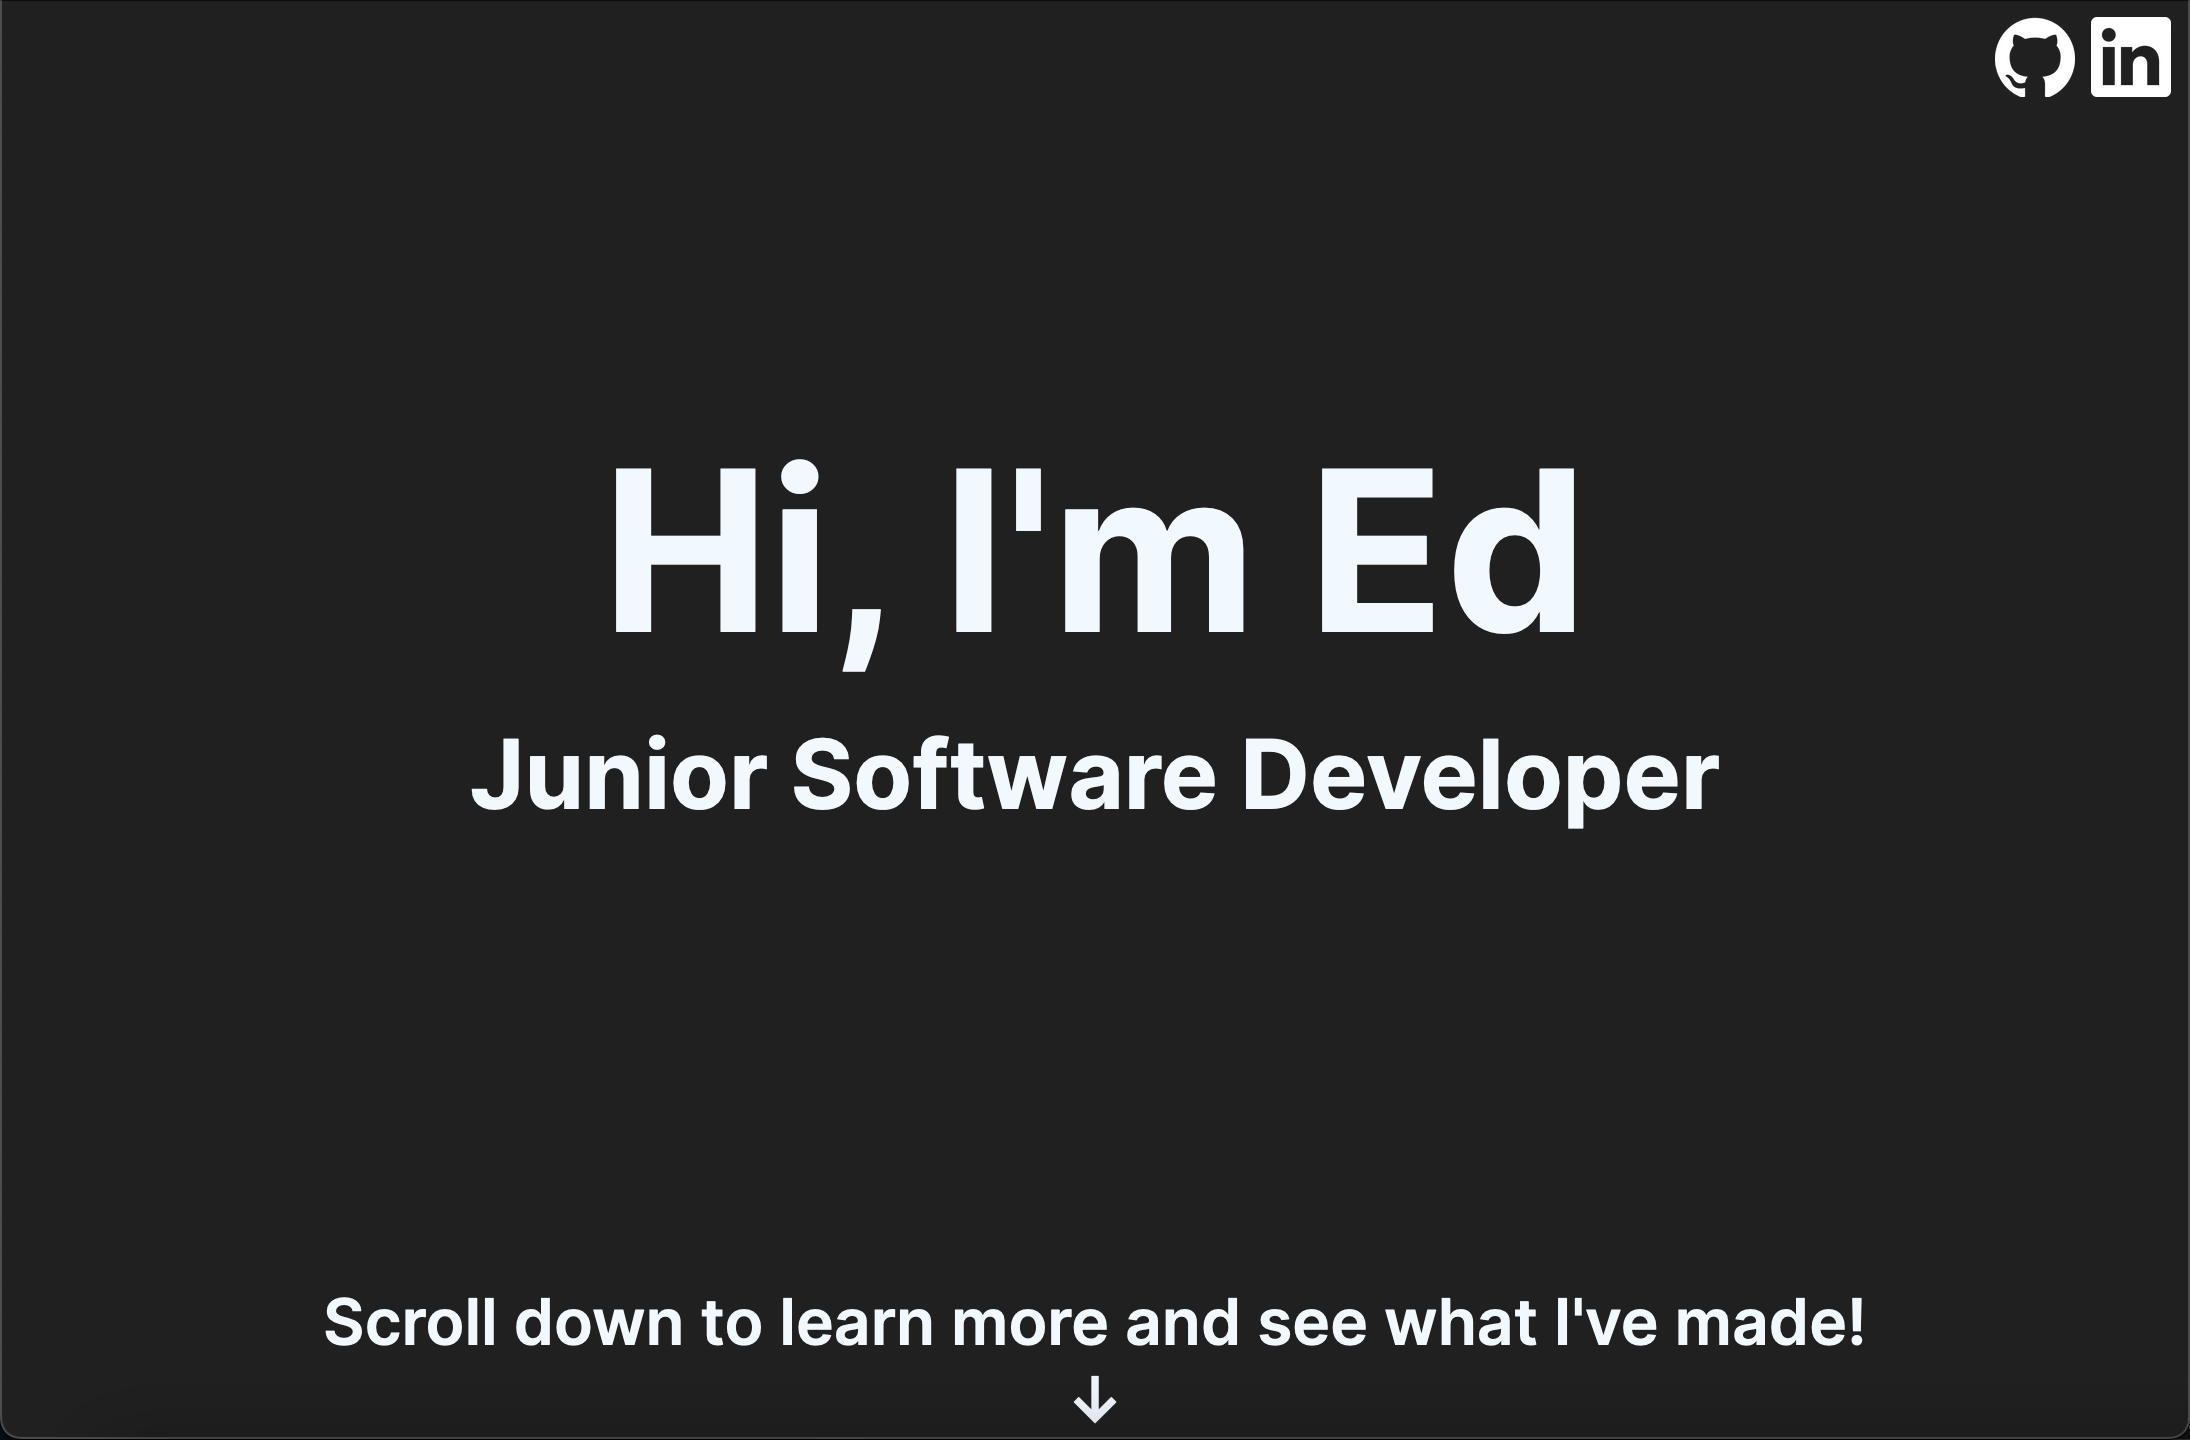 in
Hi, I'm Ed
Junior Software Developer
Scroll down to learn more and see what I've made!